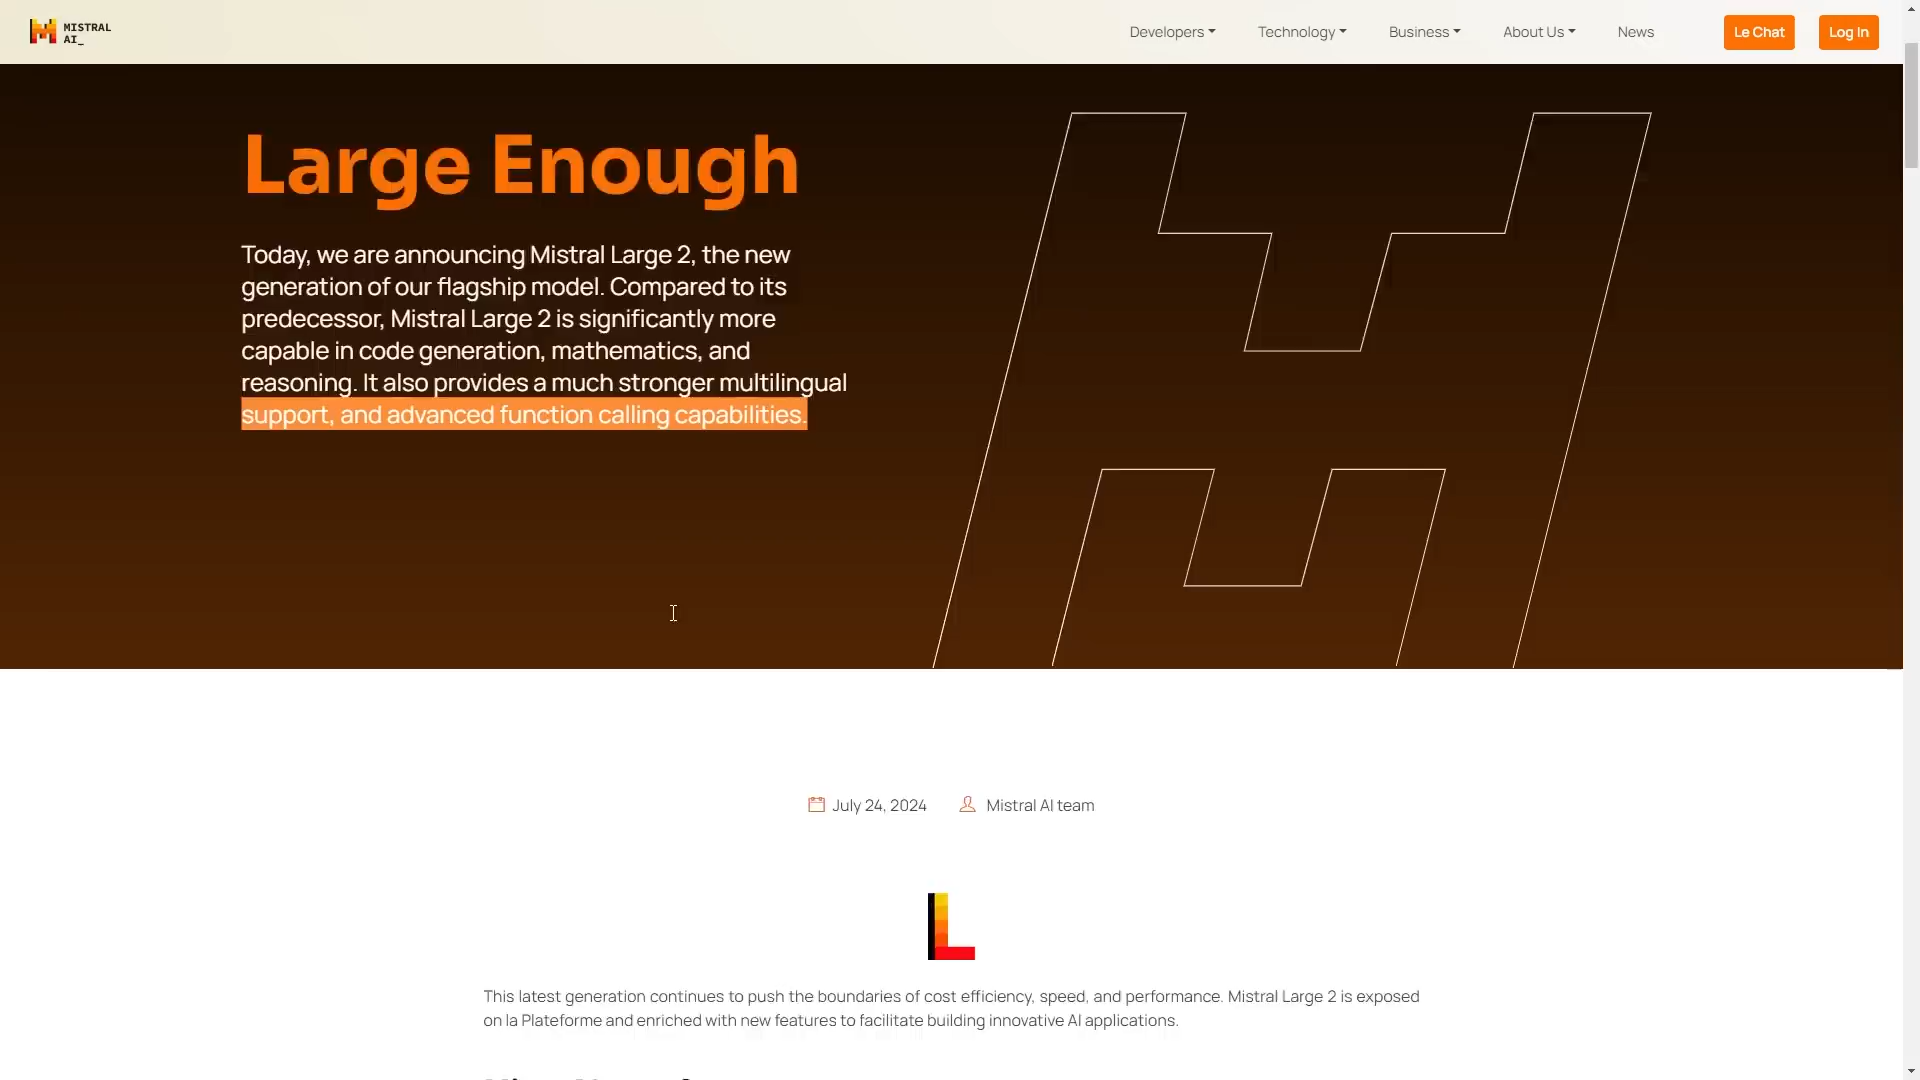 MISTRAL
AI_
Developers
Technology
Business
About Us
News
Le Chat
Log In
Large Enough
Today, we are announcing Mistral Large 2, the new
generation of our flagship model. Compared to its
predecessor, Mistral Large 2 is significantly more
capable in code generation, mathematics, and
reasoning. It also provides a much stronger multilingual
support, and advanced function calling capabilities.
July 24, 2024
Mistral AI team
L
This latest generation continues to push the boundaries of cost efficiency, speed, and performance. Mistral Large 2 is exposed
on la Plateforme and enriched with new features to facilitate building innovative AI applications.